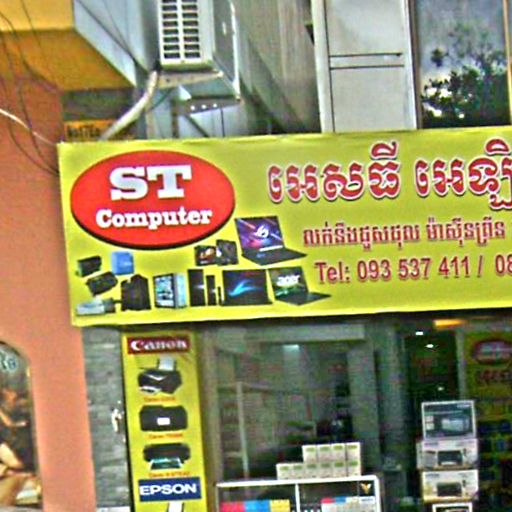 ST
Computer
អេសធី អេឡិ
លក់និងជួសជុល ម៉ាស៊ីនព្រីន
Tel: 093 537 411 / 08
Canon
EPSON